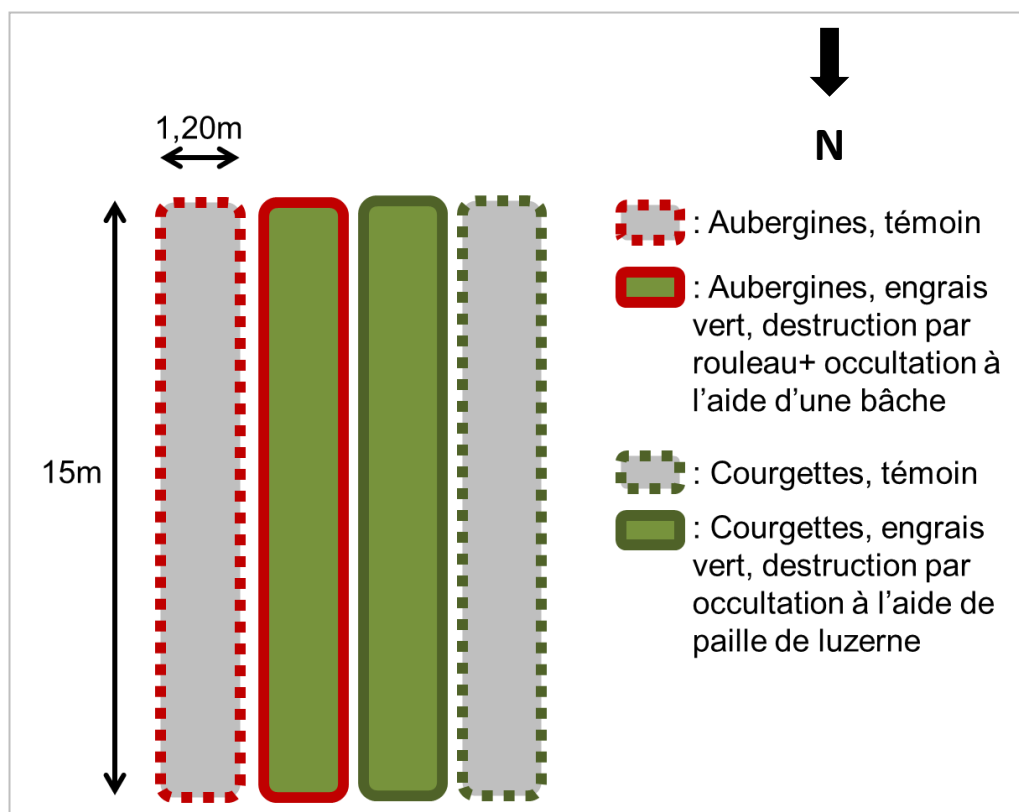 1,20m
N
15m
: Aubergines, témoin
: Aubergines, engrais
vert, destruction par
rouleau+ occultation à
l’aide d’une bâche
: Courgettes, témoin
: Courgettes, engrais
vert, destruction par
occultation à l’aide de
paille de luzerne